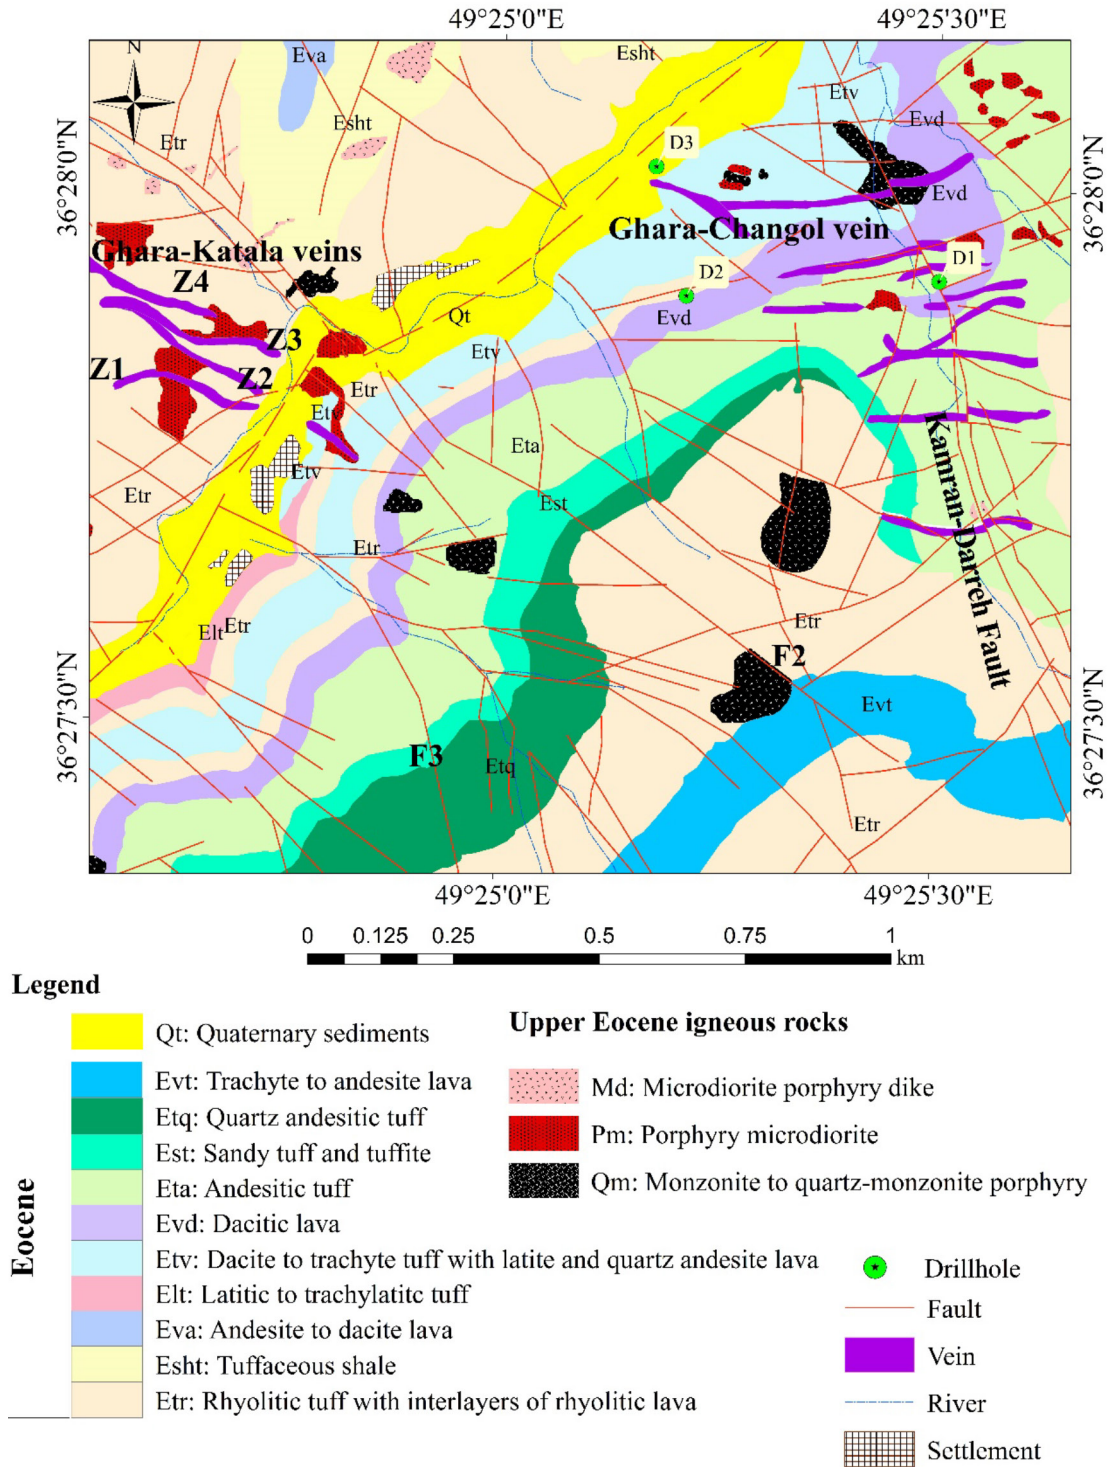 49°25'0"E
49°25'30"E
N
Eva
Esht
Etv
Esht
Etr
D3
Evd
Evd
36°28'0"N
36°28'0"N
Ghara-Katala veins
Ghara-Changol vein
Z4
D2
D1
Qt
Evd
Z3
Etv
Z1
Z2
Etr
Etv
Eta
Kamran-Darreh Fault
Etv
Etr
Est
Etr
Elt
Etr
Etr
F2
36°27'30"N
36°27'30"N
Evt
F3
Etq
Etr
49°25'0"E
49°25'30"E
0 0.125 0.25 0.5 0.75 1
km
Legend
Eocene
Qt: Quaternary sediments
Evt: Trachyte to andesite lava
Etq: Quartz andesitic tuff
Est: Sandy tuff and tuffite
Eta: Andesitic tuff
Evd: Dacitic lava
Etv: Dacite to trachyte tuff with latite and quartz andesite lava
Elt: Latitic to trachylatitc tuff
Eva: Andesite to dacite lava
Esht: Tuffaceous shale
Etr: Rhyolitic tuff with interlayers of rhyolitic lava
Upper Eocene igneous rocks
Md: Microdiorite porphyry dike
Pm: Porphyry microdiorite
Qm: Monzonite to quartz-monzonite porphyry
Drillhole
Fault
Vein
River
Settlement